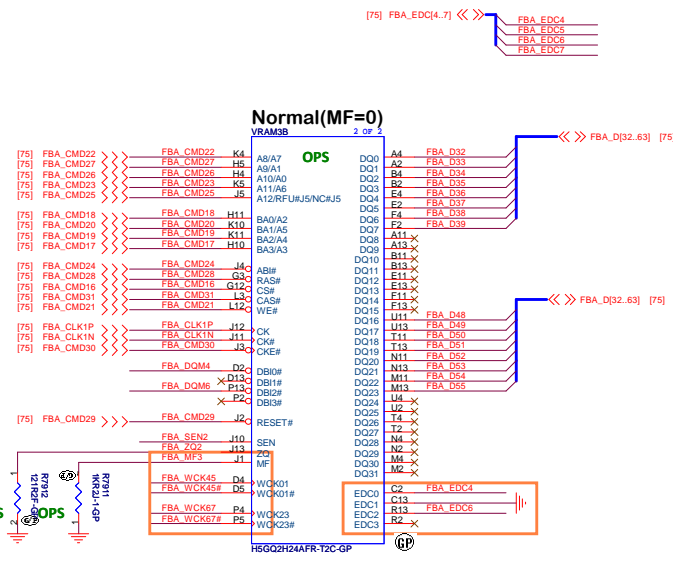 [75] FBA_EDC[4..7]
FBA_EDC4
FBA_EDC5
FBA_EDC6
FBA_EDC7
Normal(MF=0)
VRAM3B 2 OF 2
OPS
FBA_D[32..63] [75]
[75] FBA_CMD22 FBA_CMD22 K4 A8/A7 DQ0 A4 FBA_D32
[75] FBA_CMD27 FBA_CMD27 H5 A9/A1 DQ1 A2 FBA_D33
[75] FBA_CMD26 FBA_CMD26 H4 A10/A0 DQ2 B4 FBA_D34
[75] FBA_CMD23 FBA_CMD23 K5 A11/A6 DQ3 B2 FBA_D35
[75] FBA_CMD25 FBA_CMD25 J5 A12/RFU#J5/NC#J5 DQ4 E4 FBA_D36
DQ5 E2 FBA_D37
[75] FBA_CMD18 FBA_CMD18 H11 BA0/A2 DQ6 F4 FBA_D38
[75] FBA_CMD20 FBA_CMD20 K10 BA1/A5 DQ7 F2 FBA_D39
[75] FBA_CMD19 FBA_CMD19 K11 BA2/A4 DQ8 A11
[75] FBA_CMD17 FBA_CMD17 H10 BA3/A3 DQ9 A13
DQ10 B11
[75] FBA_CMD24 FBA_CMD24 J4 ABI# DQ11 B13
[75] FBA_CMD28 FBA_CMD28 G3 RAS# DQ12 E11
[75] FBA_CMD16 FBA_CMD16 G12 CS# DQ13 E13
[75] FBA_CMD31 FBA_CMD31 L3 CAS# DQ14 F11
[75] FBA_CMD21 FBA_CMD21 L12 WE# DQ15 F13
FBA_D[32..63] [75]
DQ16 U11 FBA_D48
[75] FBA_CLK1P FBA_CLK1P J12 CK DQ17 U13 FBA_D49
[75] FBA_CLK1N FBA_CLK1N J11 CK# DQ18 T11 FBA_D50
[75] FBA_CMD30 FBA_CMD30 J3 CKE# DQ19 T13 FBA_D51
DQ20 N11 FBA_D52
FBA_DQM4 D2 DBI0# DQ21 N13 FBA_D53
D13 DBI1# DQ22 M11 FBA_D54
FBA_DQM6 P13 DBI2# DQ23 M13 FBA_D55
P2 DBI3# DQ24 U4
DQ25 U2
[75] FBA_CMD29 FBA_CMD29 J2 RESET# DQ26 T4
DQ27 T2
FBA_SEN2 J10 SEN DQ28 N4
FBA_ZQ2 J13 ZQ DQ29 N2
FBA_MF3 J1 MF DQ30 M4
DQ31 M2
FBA_WCK45 D4 WCK01
FBA_WCK45# D5 WCK01# EDC0 C2 FBA_EDC4
EDC1 C13
FBA_WCK67 P4 WCK23 EDC2 R13 FBA_EDC6
FBA_WCK67# P5 WCK23# EDC3 R2
H5GQ2H24AFR-T2C-GP
GP
1
2
R7912
OPS
2
1
R7911
1KR2J-1-GP